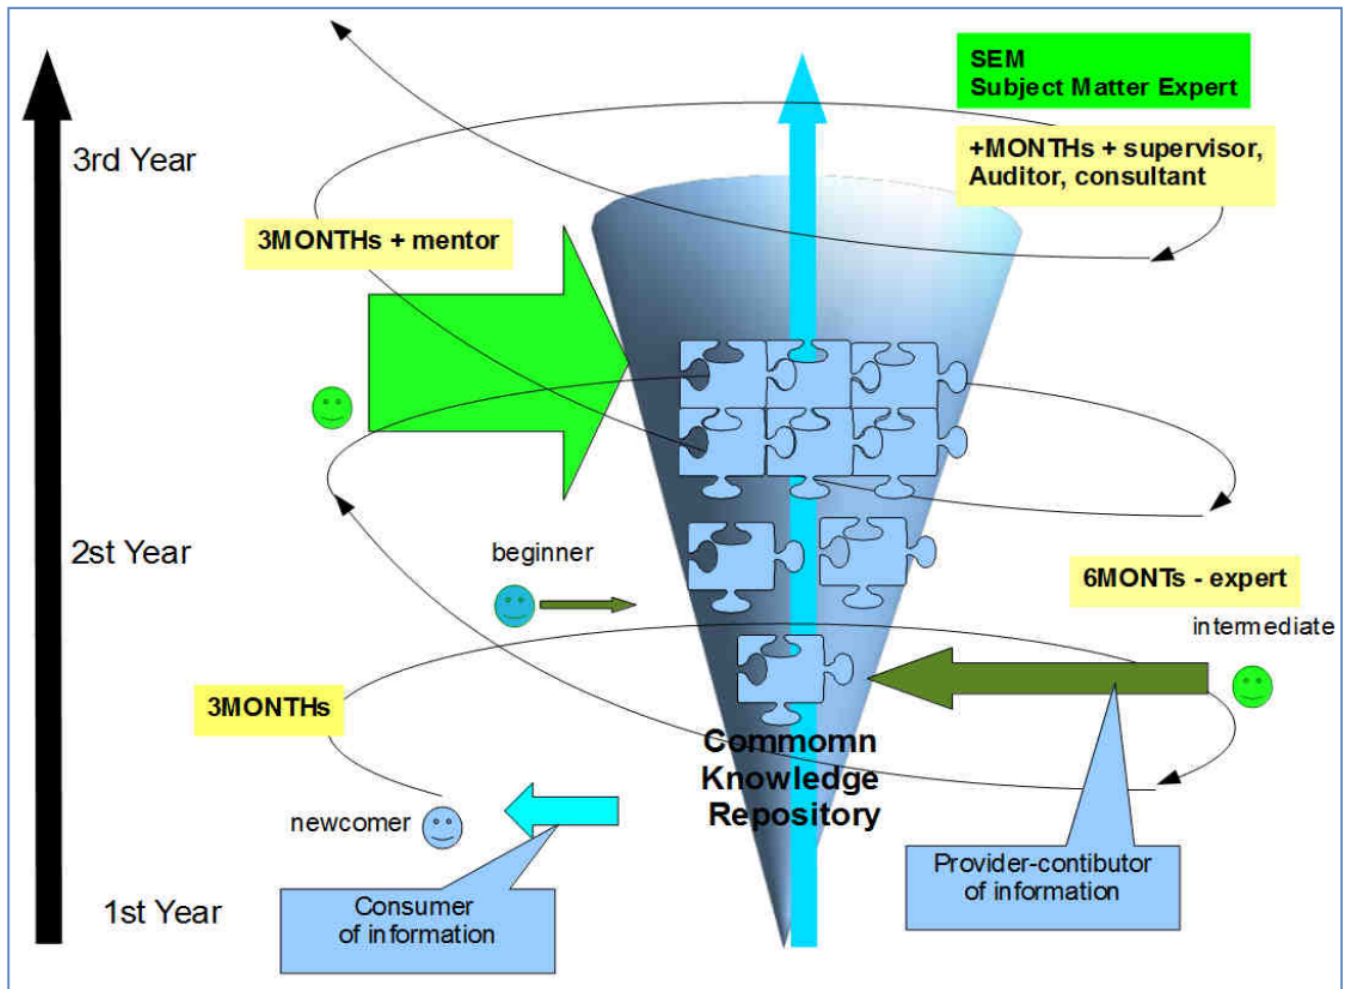 SEM
Subject Matter Expert
+MONTHs + supervisor,
Auditor, consultant
3rd Year
3MONTHs + mentor
2st Year
beginner
6MONTs - expert
intermediate
3MONTHs
Commomn
Knowledge
Repository
newcomer
Provider-contibutor
of information
Consumer
of information
1st Year